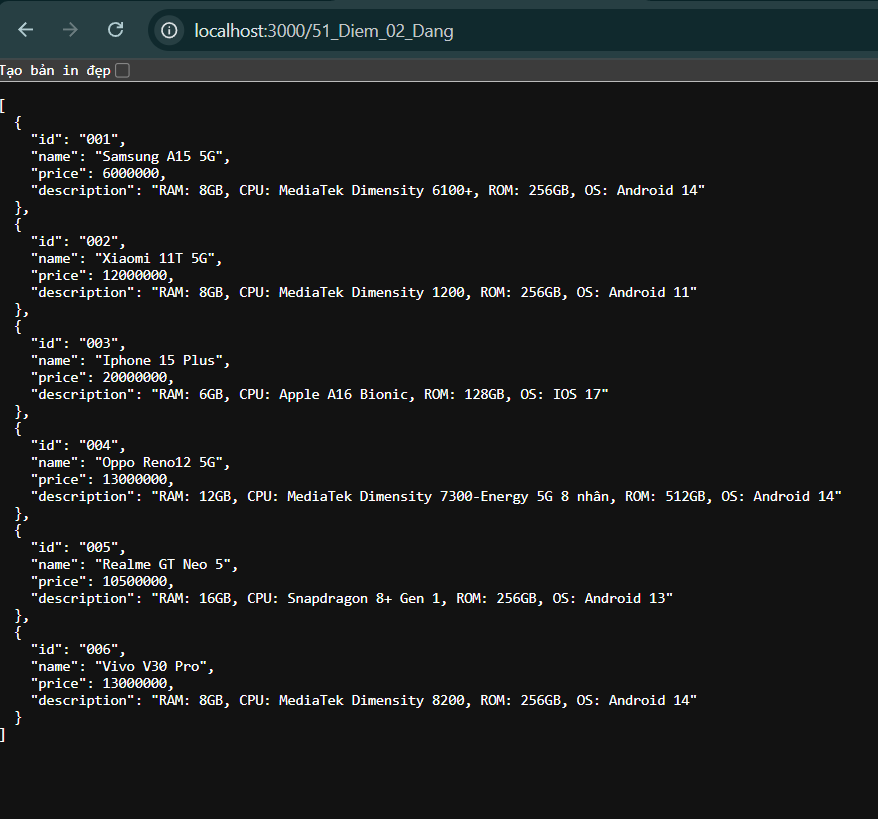 localhost:3000/51_Diem_02_Dang
Tạo bản in đẹp
[
  {
    "id": "001",
    "name": "Samsung A15 5G",
    "price": 6000000,
    "description": "RAM: 8GB, CPU: MediaTek Dimensity 6100+, ROM: 256GB, OS: Android 14"
  },
  {
    "id": "002",
    "name": "Xiaomi 11T 5G",
    "price": 12000000,
    "description": "RAM: 8GB, CPU: MediaTek Dimensity 1200, ROM: 256GB, OS: Android 11"
  },
  {
    "id": "003",
    "name": "Iphone 15 Plus",
    "price": 20000000,
    "description": "RAM: 6GB, CPU: Apple A16 Bionic, ROM: 128GB, OS: IOS 17"
  },
  {
    "id": "004",
    "name": "Oppo Reno12 5G",
    "price": 13000000,
    "description": "RAM: 12GB, CPU: MediaTek Dimensity 7300-Energy 5G 8 nhân, ROM: 512GB, OS: Android 14"
  },
  {
    "id": "005",
    "name": "Realme GT Neo 5",
    "price": 10500000,
    "description": "RAM: 16GB, CPU: Snapdragon 8+ Gen 1, ROM: 256GB, OS: Android 13"
  },
  {
    "id": "006",
    "name": "Vivo V30 Pro",
    "price": 13000000,
    "description": "RAM: 8GB, CPU: MediaTek Dimensity 8200, ROM: 256GB, OS: Android 14"
  }
]